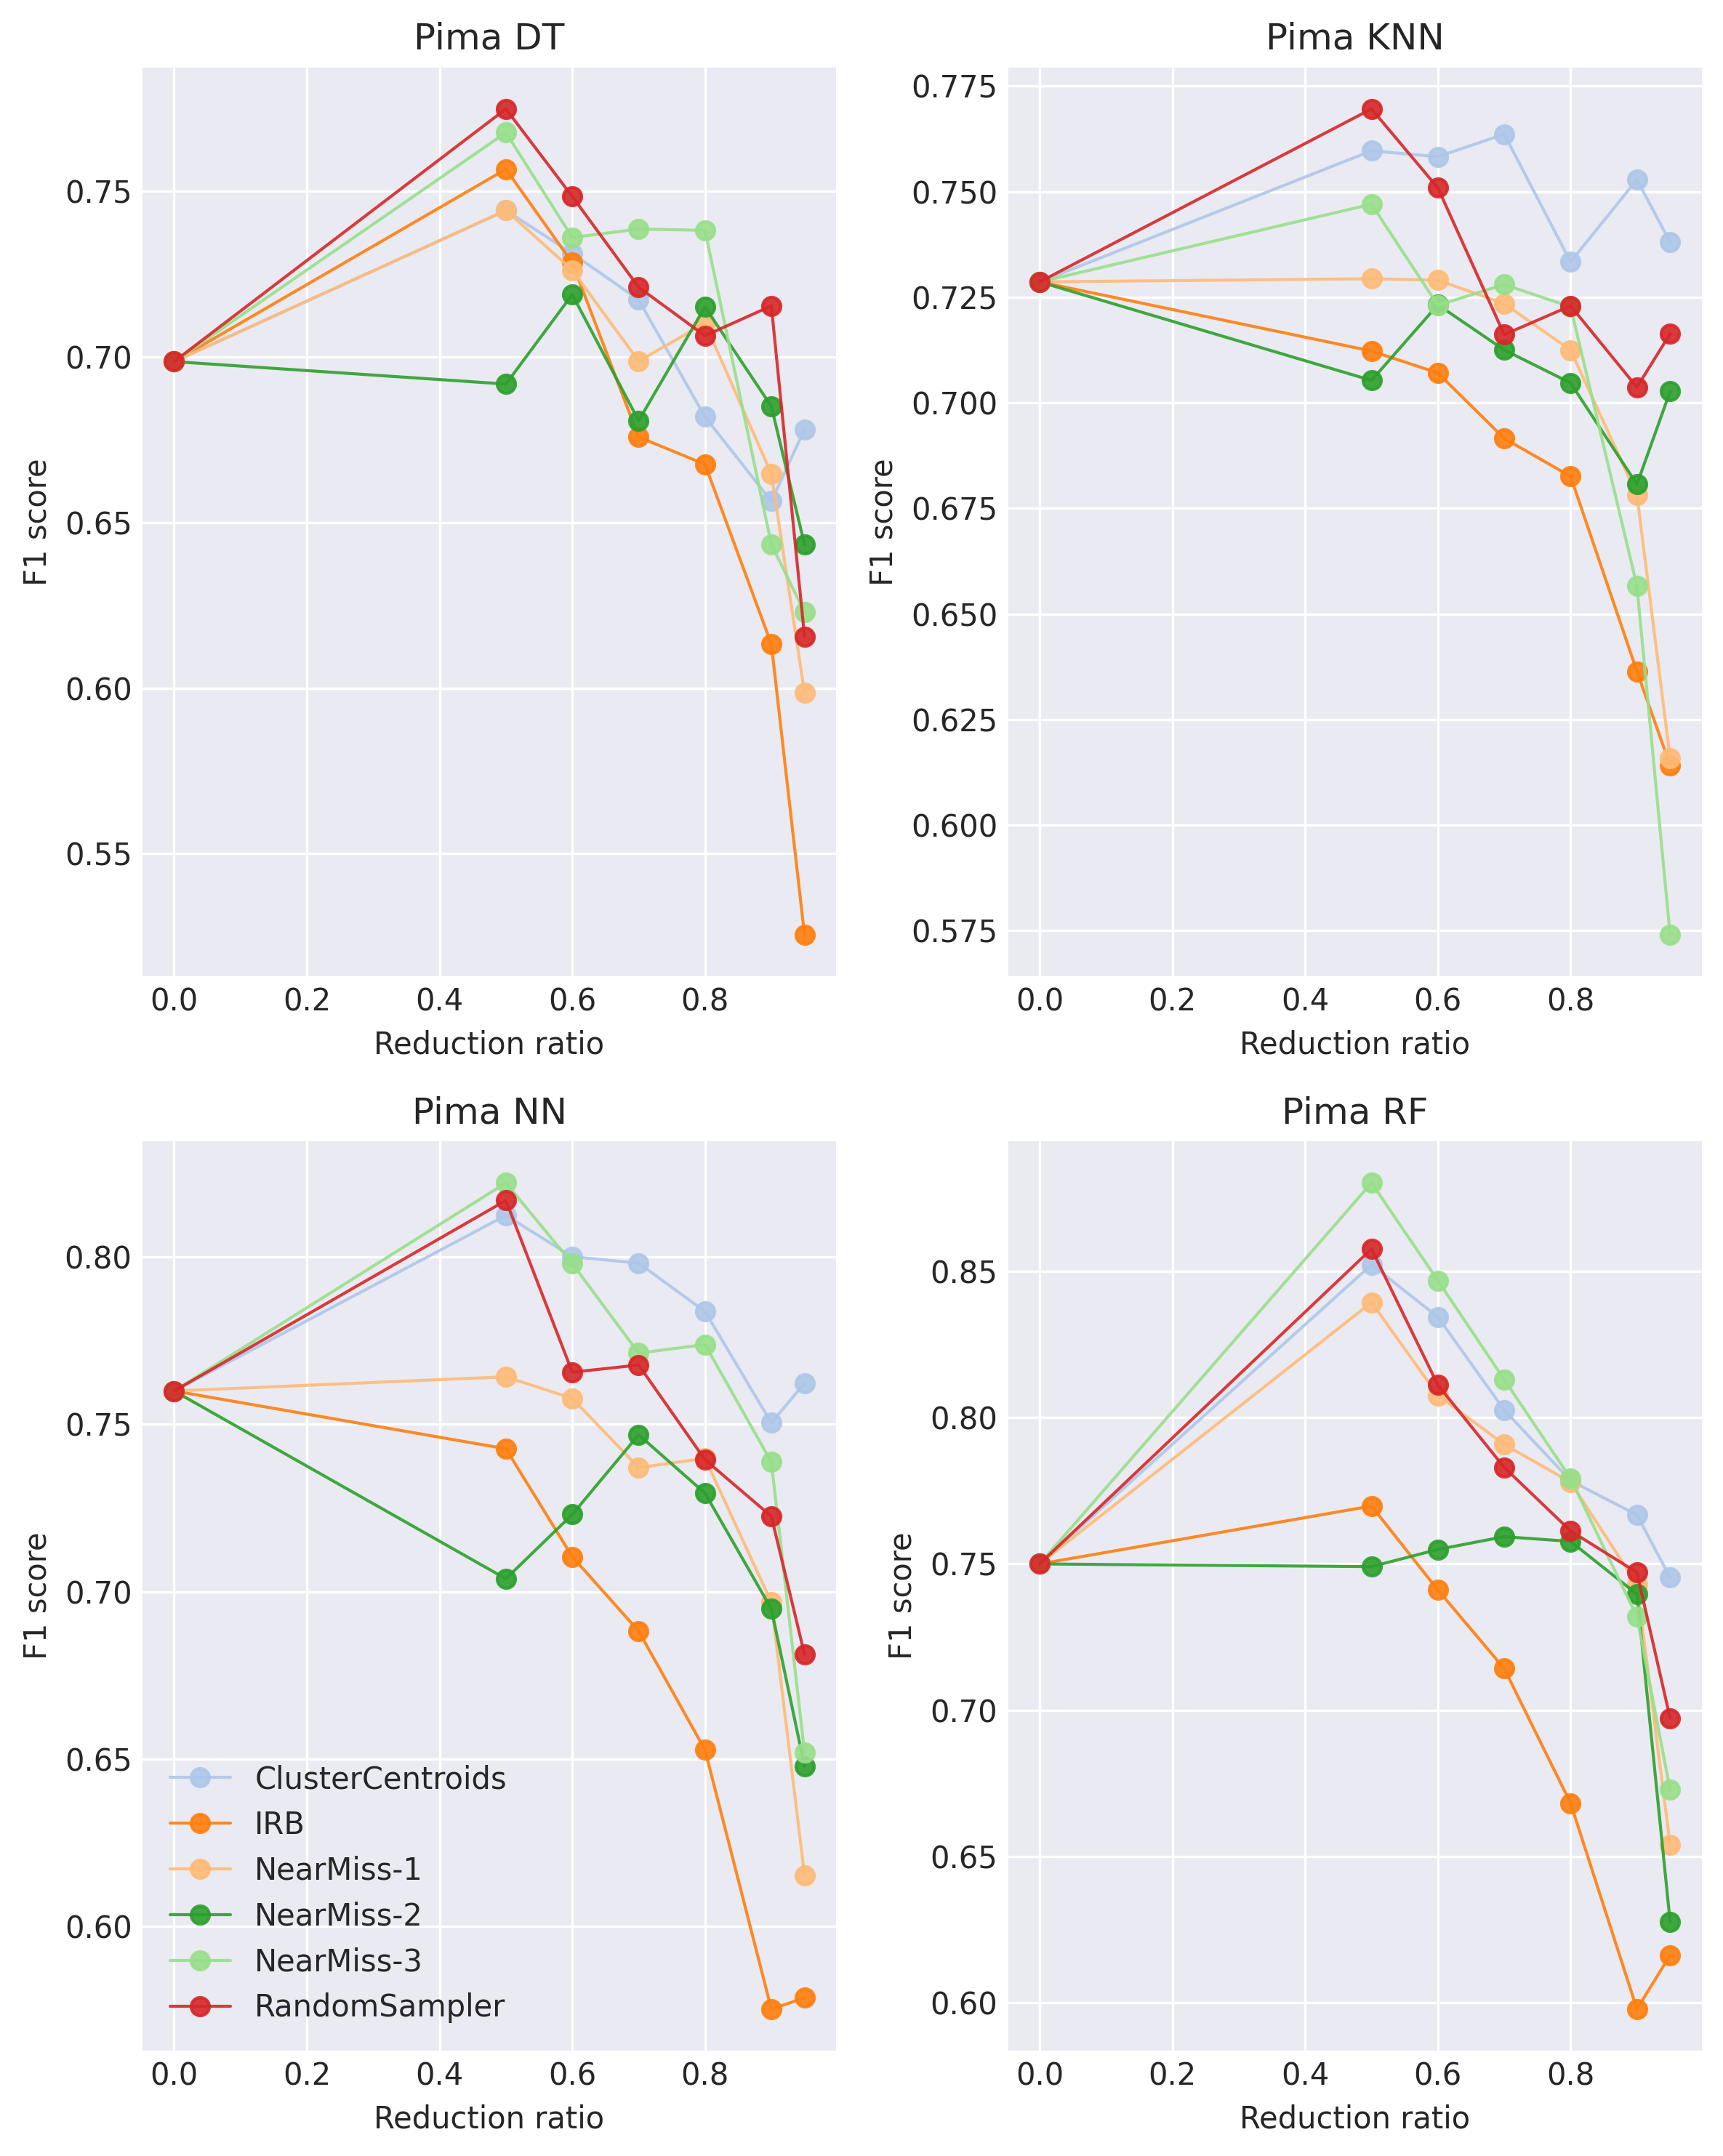 Pima DT
0.75
0.70
0.65
0.60
0.55
F1 score
0.0 0.2 0.4 0.6 0.8
Reduction ratio
Pima KNN
0.775
0.750
0.725
0.700
0.675
0.650
0.625
0.600
0.575
F1 score
0.0 0.2 0.4 0.6 0.8
Reduction ratio
Pima NN
0.80
0.75
0.70
0.65
0.60
F1 score
ClusterCentroids
IRB
NearMiss-1
NearMiss-2
NearMiss-3
RandomSampler
0.0 0.2 0.4 0.6 0.8
Reduction ratio
Pima RF
0.85
0.80
0.75
0.70
0.65
0.60
F1 score
0.0 0.2 0.4 0.6 0.8
Reduction ratio